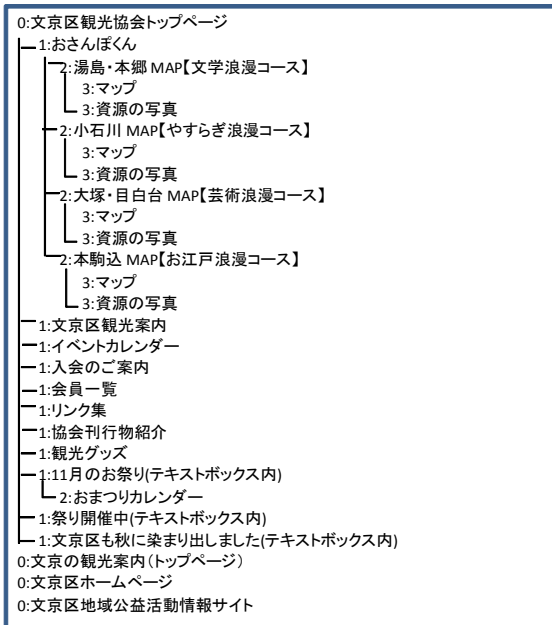 0:文京区観光協会トップページ
1:おさんぽくん
2:湯島・本郷 MAP【文学浪漫コース】
3:マップ
3:資源の写真
2:小石川 MAP【やすらぎ浪漫コース】
3:マップ
3:資源の写真
2:大塚・目白台 MAP【芸術浪漫コース】
3:マップ
3:資源の写真
2:本駒込 MAP【お江戸浪漫コース】
3:マップ
3:資源の写真
1:文京区観光案内
1:イベントカレンダー
1:入会のご案内
1:会員一覧
1:リンク集
1:協会刊行物紹介
1:観光グッズ
1:11月のお祭り(テキストボックス内)
2:おまつりカレンダー
1:祭り開催中(テキストボックス内)
1:文京区も秋に染まり出しました(テキストボックス内)
0:文京の観光案内（トップページ）
0:文京区ホームページ
0:文京区地域公益活動情報サイト